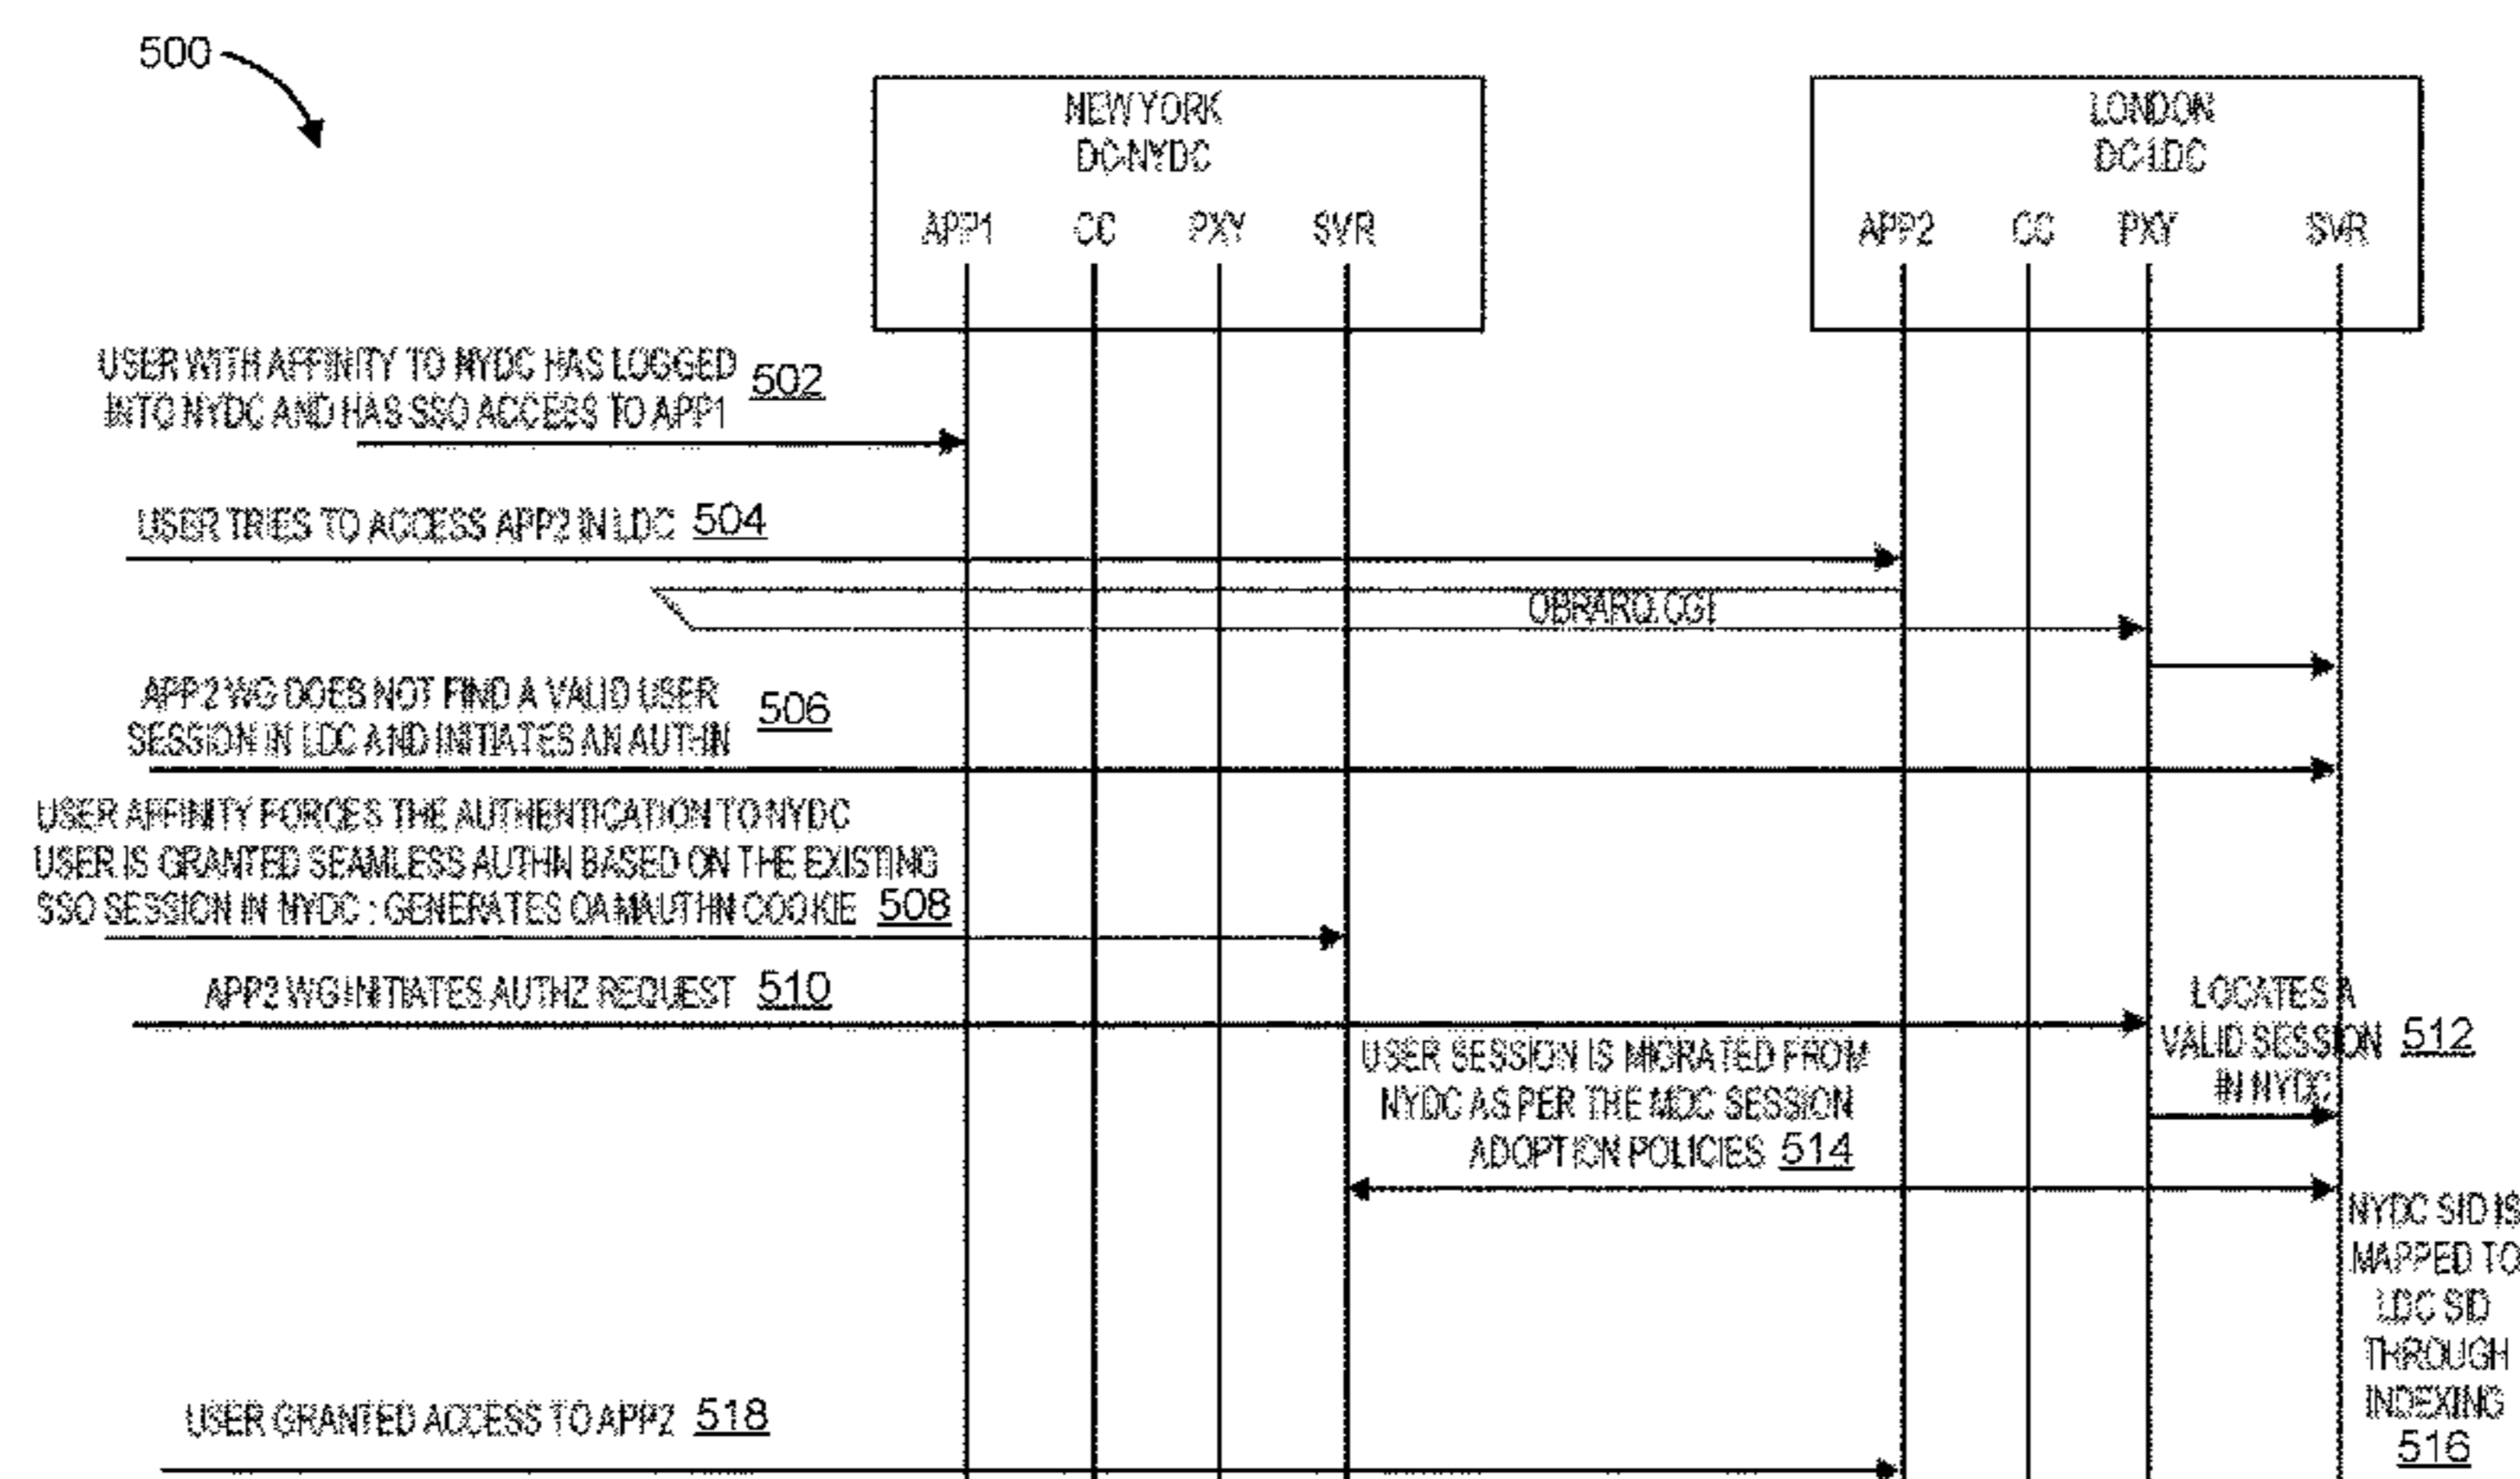 500
NEW YORK
DC-NYDC
APP1 CC PXY SVR
LONDON
DC-LDC
APP2 CC PXY SVR
USER WITH AFFINITY TO NYDC HAS LOGGED
INTO NYDC AND HAS SSO ACCESS TO APP1 502
USER TRIES TO ACCESS APP2 IN LDC 504
OBRARQ.CGI
APP2 WG DOES NOT FIND A VALID USER
SESSION IN LDC AND INITIATES AN AUTHN 506
USER AFFINITY FORCES THE AUTHENTICATION TO NYDC
USER IS GRANTED SEAMLESS AUTHN BASED ON THE EXISTING
SSO SESSION IN NYDC : GENERATES OAMAUTHN COOKIE 508
APP2 WG INITIATES AUTHZ REQUEST 510
LOCATES A
VALID SESSION 512
IN NYDC
USER SESSION IS MIGRATED FROM
NYDC AS PER THE MDC SESSION
ADOPTION POLICIES 514
NYDC SID IS
MAPPED TO
LDC SID
THROUGH
INDEXING
516
USER GRANTED ACCESS TO APP2 518